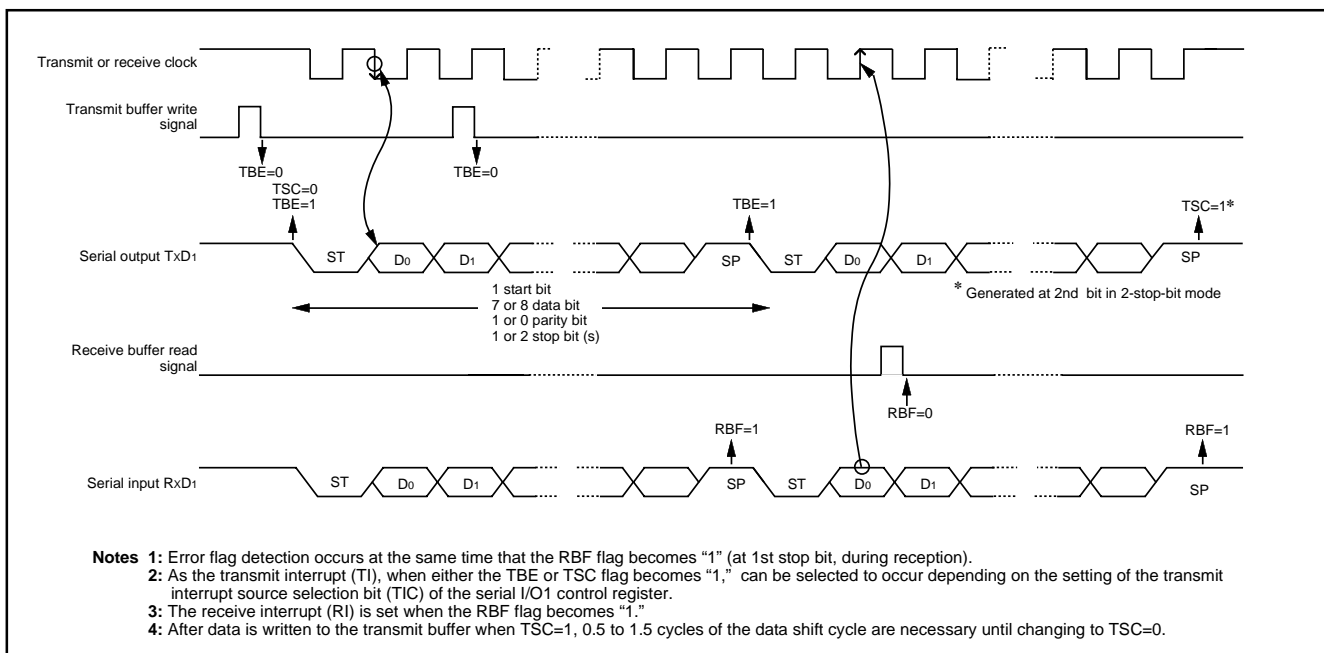 Transmit or receive clock
Transmit buffer write
signal
TBE=0
TBE=0
TSC=0
TBE=1
TBE=1
TSC=1*
Serial output TxD1
ST
D0
D1
SP
ST
D0
D1
SP
1 start bit
7 or 8 data bit
1 or 0 parity bit
1 or 2 stop bit (s)
* Generated at 2nd bit in 2-stop-bit mode
Receive buffer read
signal
RBF=0
RBF=1
RBF=1
Serial input RxD1
ST
D0
D1
SP
ST
D0
D1
SP
Notes 1: Error flag detection occurs at the same time that the RBF flag becomes “1” (at 1st stop bit, during reception).
2: As the transmit interrupt (TI), when either the TBE or TSC flag becomes “1,” can be selected to occur depending on the setting of the transmit
interrupt source selection bit (TIC) of the serial I/O1 control register.
3: The receive interrupt (RI) is set when the RBF flag becomes “1.”
4: After data is written to the transmit buffer when TSC=1, 0.5 to 1.5 cycles of the data shift cycle are necessary until changing to TSC=0.